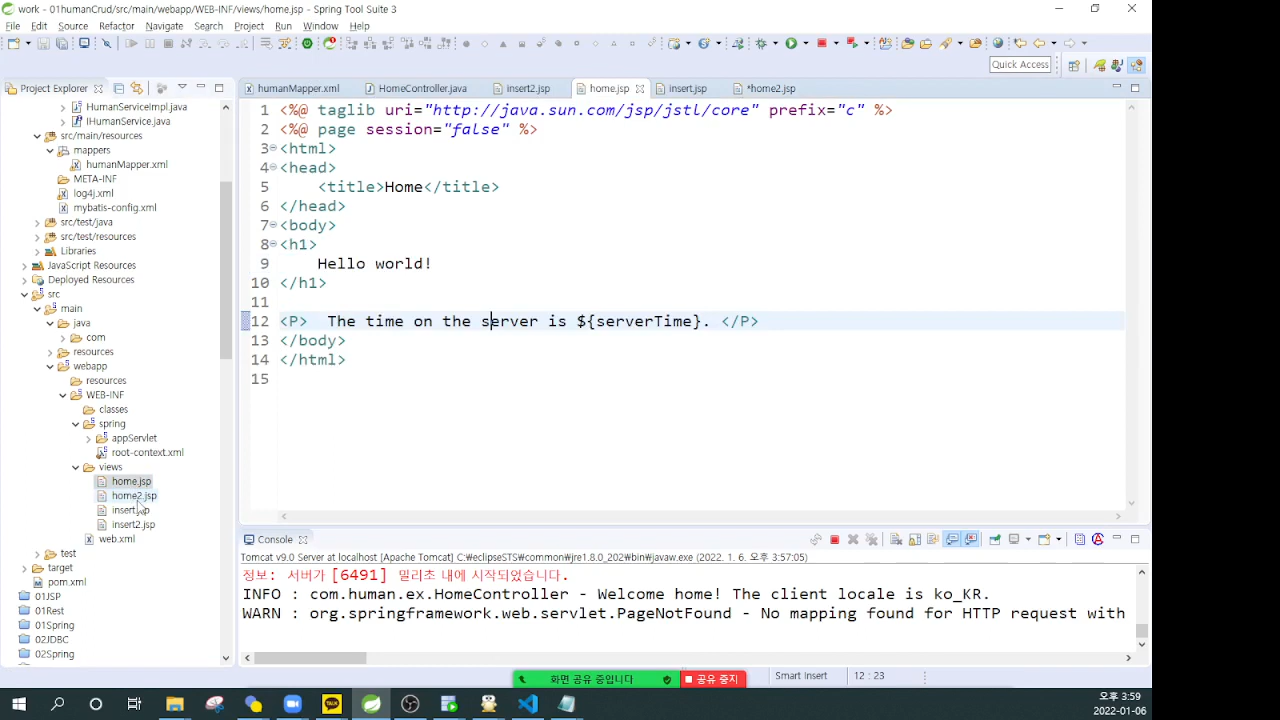 work - 01humanCrud/src/main/webapp/WEB-INF/views/home.jsp - Spring Tool Suite 3
File Edit Source Refactor Navigate Search Project Run Window Help
Quick Access
Project Explorer
HumanServiceImpl.java
IHumanService.java
src/main/resources
mappers
humanMapper.xml
META-INF
log4j.xml
mybatis-config.xml
src/test/java
src/test/resources
Libraries
JavaScript Resources
Deployed Resources
src
main
java
com
resources
webapp
resources
WEB-INF
classes
spring
appServlet
root-context.xml
views
home.jsp
home2.jsp
insert.jsp
insert2.jsp
web.xml
test
target
pom.xml
01JSP
01Rest
01Spring
02JDBC
02Spring
humanMapper.xml HomeController.java insert2.jsp home.jsp insert.jsp *home2.jsp
1 <%@ taglib uri="http://java.sun.com/jsp/jstl/core" prefix="c" %>
2 <%@ page session="false" %>
3 <html>
4 <head>
5 <title>Home</title>
6 </head>
7 <body>
8 <h1>
9 Hello world!
10 </h1>
11
12 <P> The time on the server is ${serverTime}. </P>
13 </body>
14 </html>
15
Console
Tomcat v9.0 Server at localhost [Apache Tomcat] C:\eclipseSTS\common\jre1.8.0_202\bin\javaw.exe (2022. 1. 6. 오후 3:57:05)
정보: 서버가 [6491] 밀리초 내에 시작되었습니다.
INFO : com.human.ex.HomeController - Welcome home! The client locale is ko_KR.
WARN : org.springframework.web.servlet.PageNotFound - No mapping found for HTTP request with
화면 공유 중입니다 공유 중지
Smart Insert 12 : 23
TALK
오후 3:59
2022-01-06